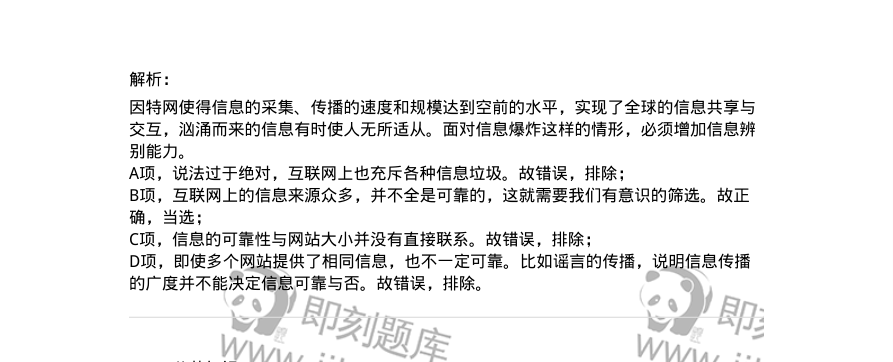 解析：
因特网使得信息的采集、传播的速度和规模达到空前的水平，实现了全球的信息共享与
交互，汹涌而来的信息有时使人无所适从。面对信息爆炸这样的情形，必须增加信息辨
别能力。
A项，说法过于绝对，互联网上也充斥各种信息垃圾。故错误，排除；
B项，互联网上的信息来源众多，并不全是可靠的，这就需要我们有意识的筛选。故正
确，当选；
C项，信息的可靠性与网站大小并没有直接联系。故错误，排除；
D项，即使多个网站提供了相同信息，也不一定可靠。比如谣言的传播，说明信息传播
的广度并不能决定信息可靠与否。故错误，排除。
即刻题库
即刻题